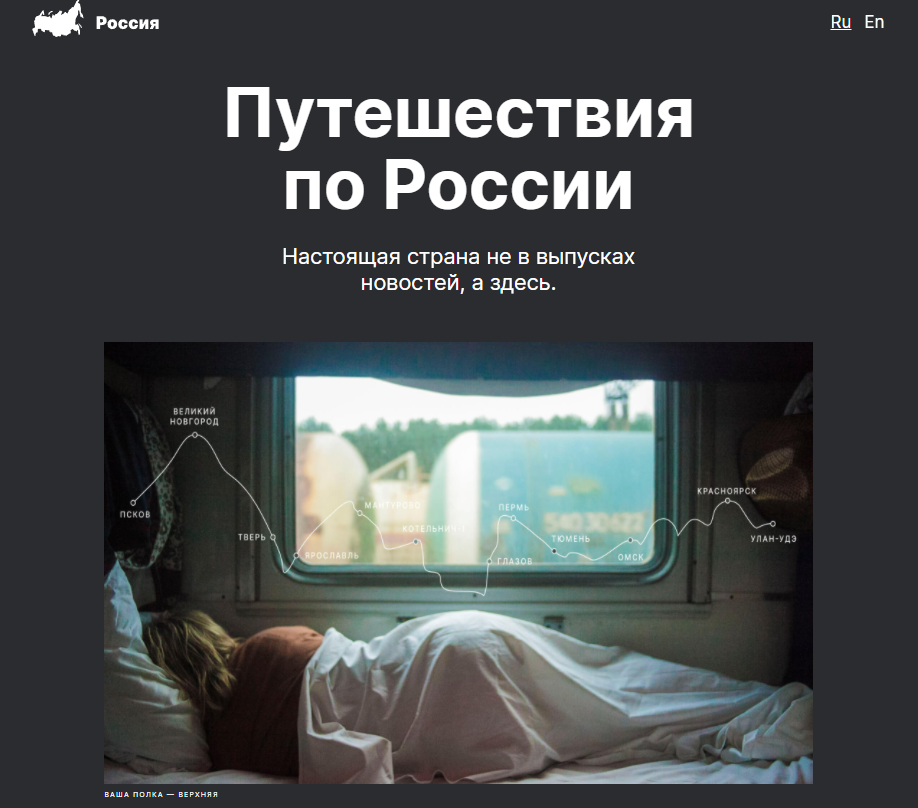 Россия
Ru En
Путешествия
по России
Настоящая страна не в выпусках
новостей, а здесь.
ВЕЛИКИЙ
НОВГОРОД
ПСКОВ
ТВЕРЬ
ЯРОСЛАВЛЬ
МАНТУРОВО
КОТЕЛЬНИЧ-1
ГЛАЗОВ
ПЕРМЬ
ТЮМЕНЬ
ОМСК
КРАСНОЯРСК
УЛАН-УДЭ
ВАША ПОЛКА — ВЕРХНЯЯ